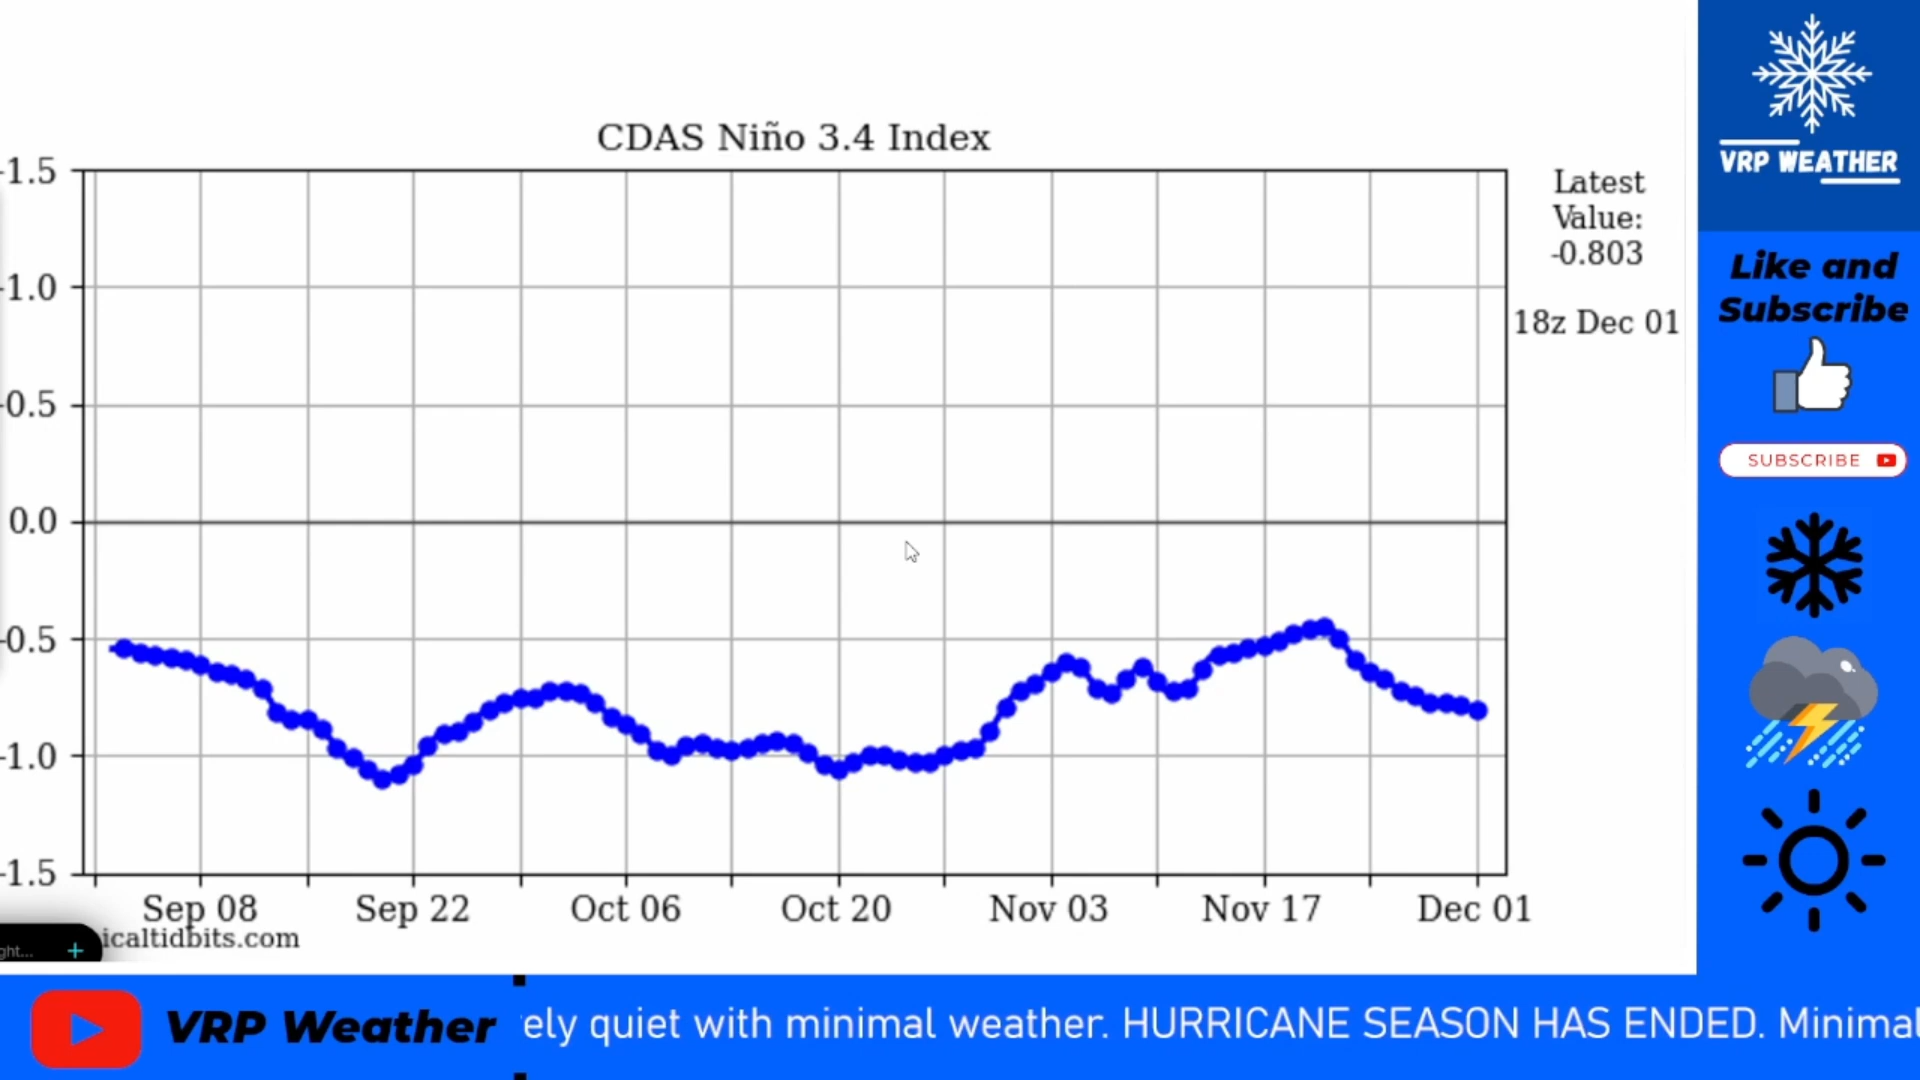 CDAS Niño 3.4 Index
1.5
1.0
0.5
0.0
-0.5
-1.0
-1.5
Sep 08
Sep 22
Oct 06
Oct 20
Nov 03
Nov 17
Dec 01
icaltidbits.com
ght...
Latest
Value:
-0.803
18z Dec 01
VRP WEATHER
Like and
Subscribe
SUBSCRIBE
VRP Weather
ely quiet with minimal weather. HURRICANE SEASON HAS ENDED. Minimal